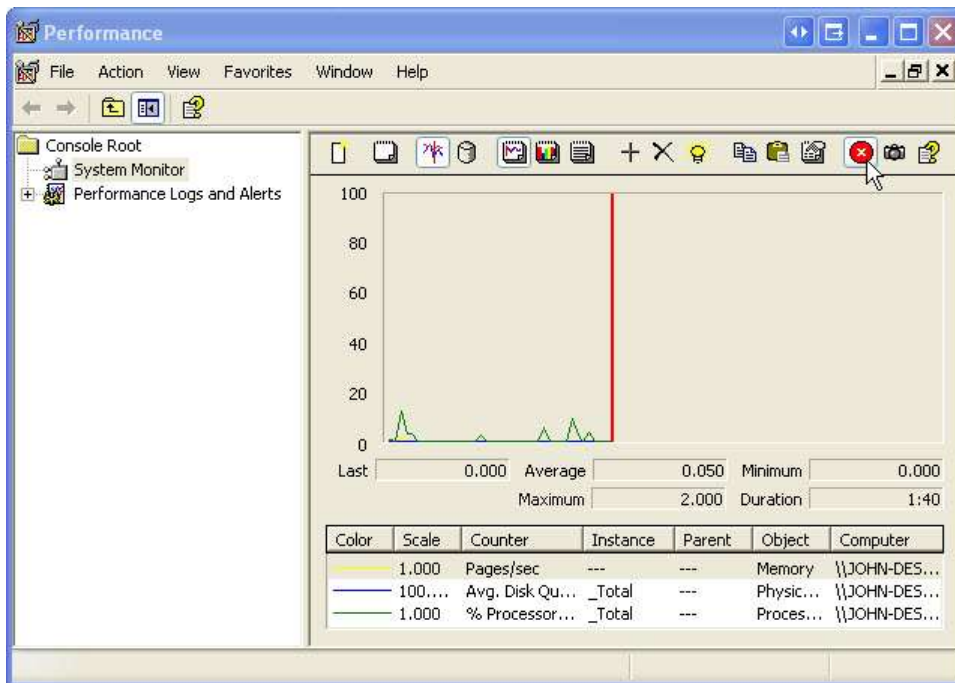 Performance
File Action View Favorites Window Help
Console Root
System Monitor
Performance Logs and Alerts
100
80
60
40
20
0
Last 0.000 Average 0.050 Minimum 0.000
Maximum 2.000 Duration 1:40
Color Scale Counter Instance Parent Object Computer
1.000 Pages/sec --- --- Memory \\JOHN-DES...
100.... Avg. Disk Qu... _Total --- Physic... \\JOHN-DES...
1.000 % Processor... _Total --- Proces... \\JOHN-DES...